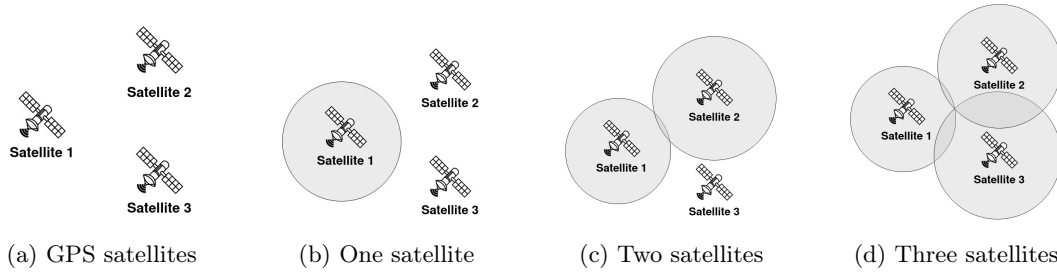 Satellite 1
Satellite 2
Satellite 3
(a) GPS satellites
Satellite 1
Satellite 2
Satellite 3
(b) One satellite
Satellite 1
Satellite 2
Satellite 3
(c) Two satellites
Satellite 1
Satellite 2
Satellite 3
(d) Three satellites